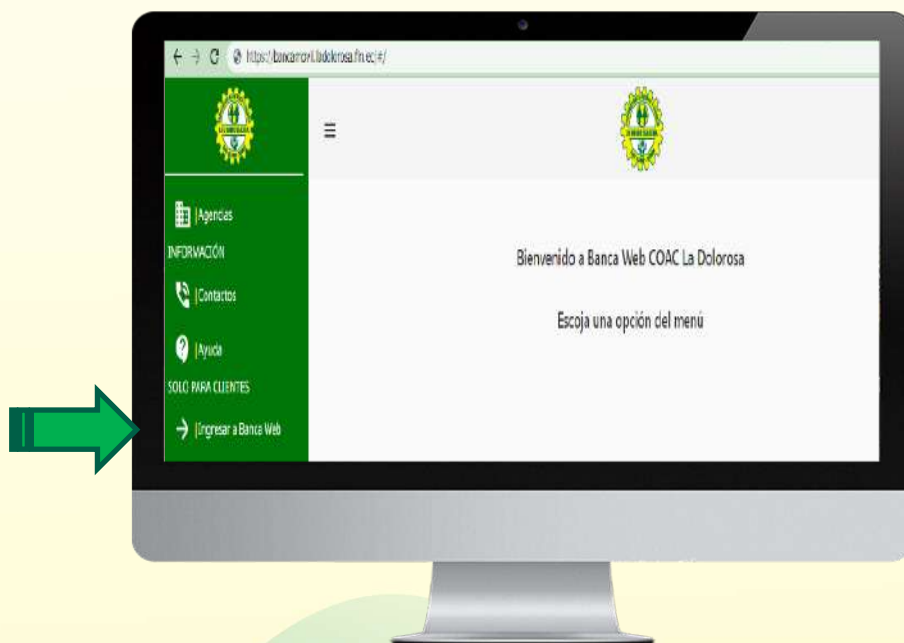 https://bancamovil.ladolorosa.fin.ec/#/
|Agencias
INFORMACIÓN
|Contactos
|Ayuda
SOLO PARA CLIENTES
|Ingresar a Banca Web
Bienvenido a Banca Web COAC La Dolorosa
Escoja una opción del menú